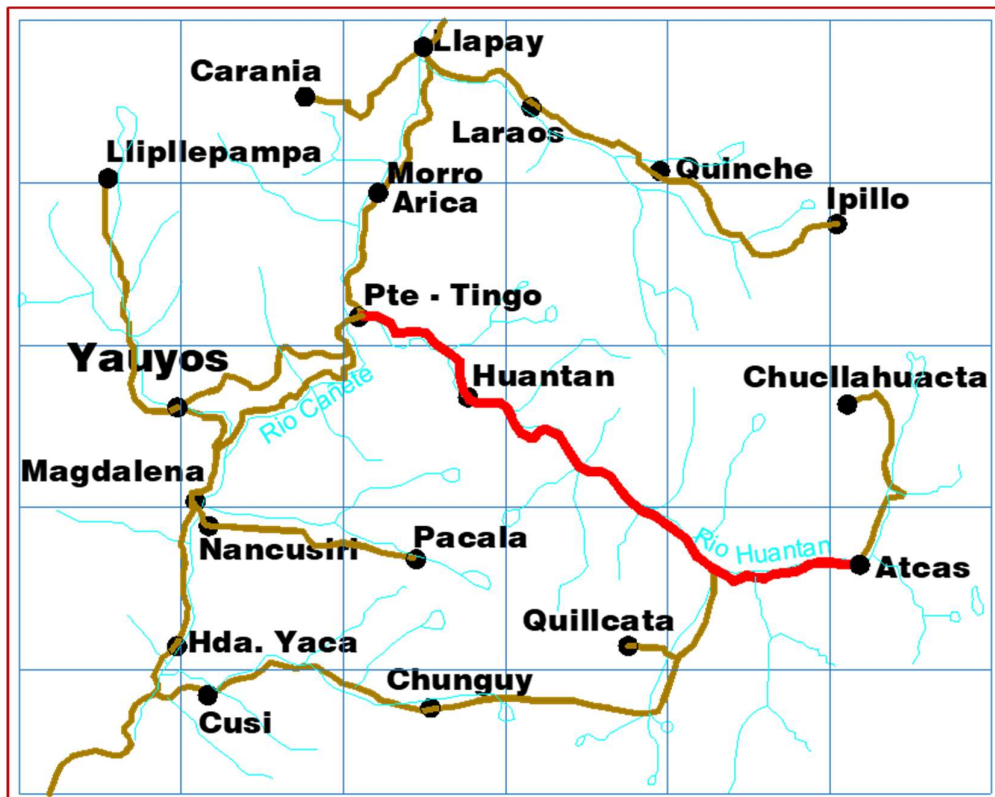 Llapay
Carania
Laraos
Llipllepampa
Quinche
Morro
Arica
Ipillo
Pte - Tingo
Yauyos
Huantan
Chucllahuacta
Rio Cañete
Magdalena
Nancusiri
Pacala
Rio Huantan
Atcas
Quillcata
Hda. Yaca
Chunguy
Cusi